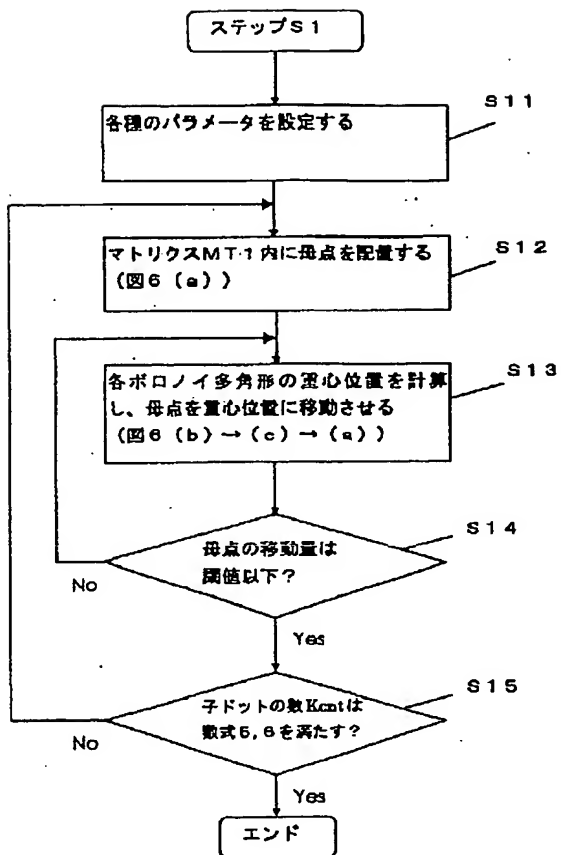 ステップS1
S11
各種のパラメータを設定する
S12
マトリクスMT1内に母点を配置する
(図6(a))
S13
各ボロノイ多角形の重心位置を計算
し、母点を重心位置に移動させる
(図6(b)→(c)→(a))
S14
母点の移動量は
閾値以下?
No
Yes
S15
子ドットの数Kcntは
数式5,6を満たす?
No
Yes
エンド